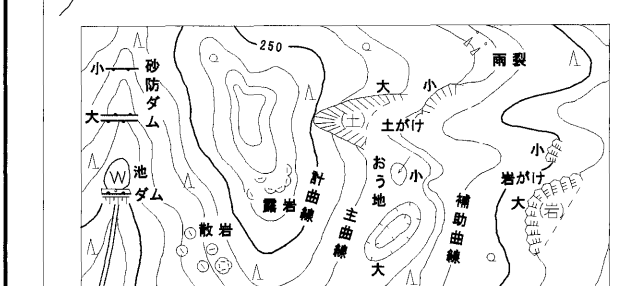 250
雨裂
小
砂防ダム
大
大
小
土
土がけ
小
岩がけ
大
岩
おう地
小
大
W
池
ダム
計曲線
露岩
主曲線
補助曲線
散岩